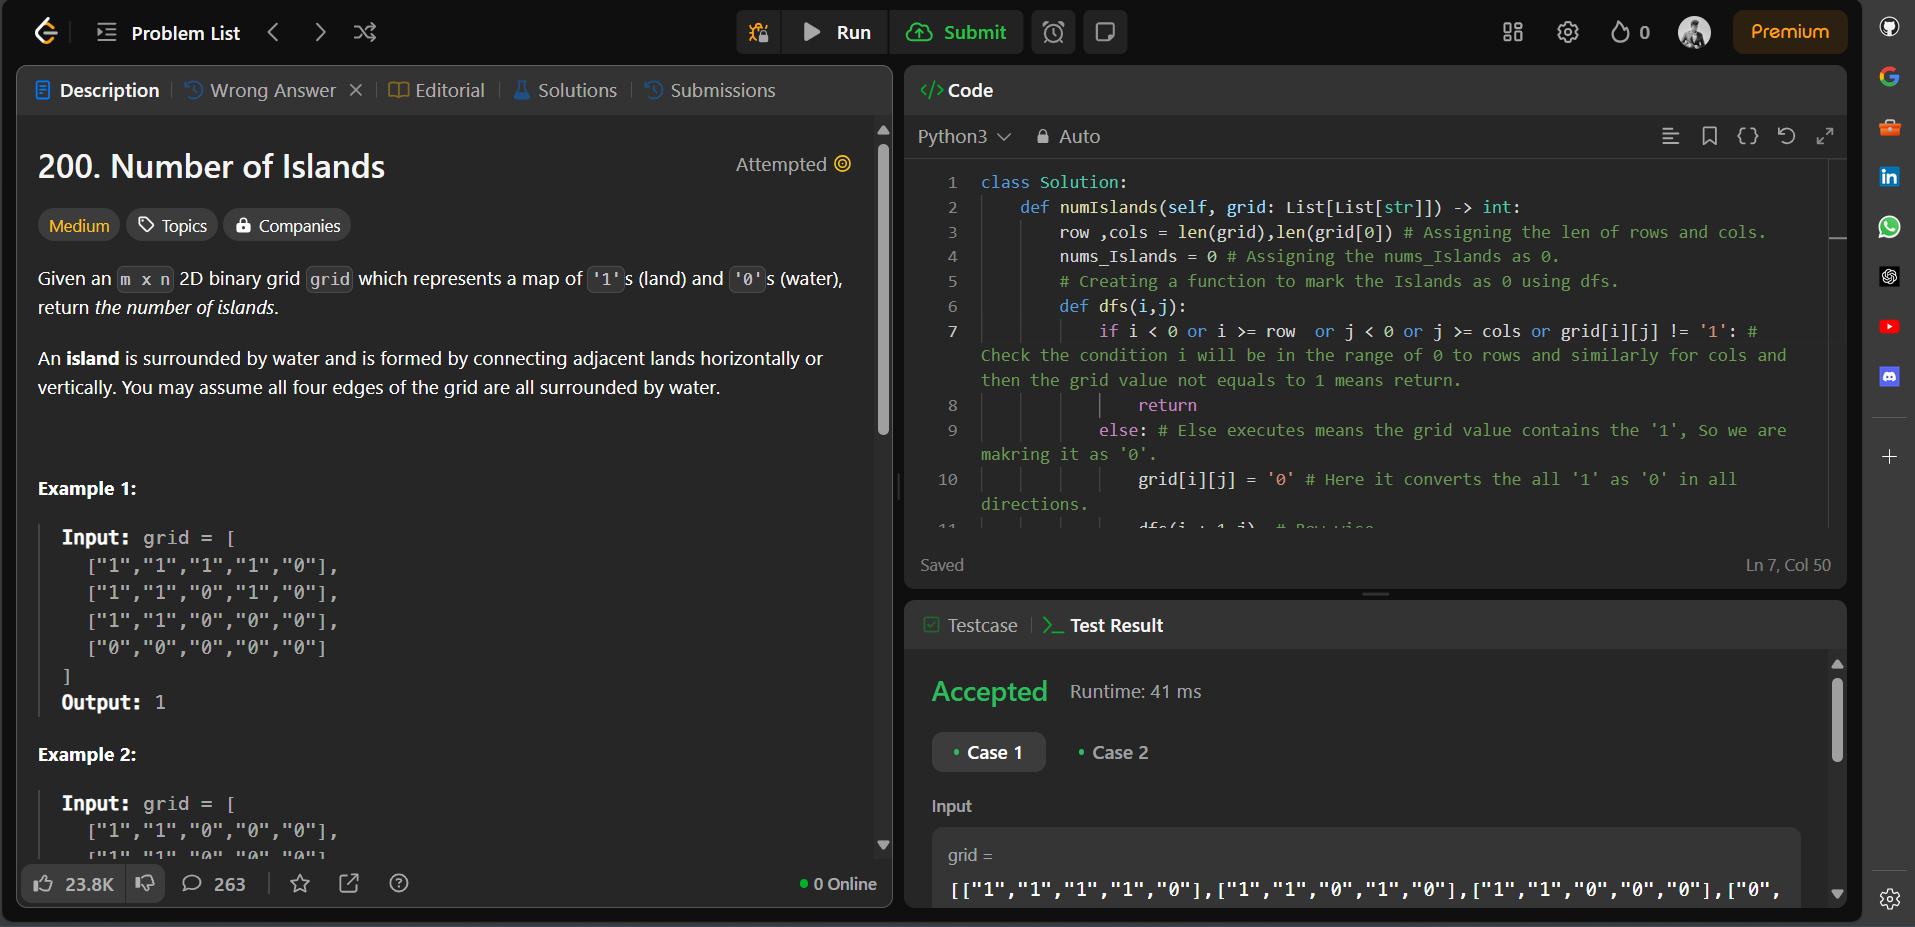 Problem List
Run
Submit
0
Premium
Description
Wrong Answer
Editorial
Solutions
Submissions
200. Number of Islands
Attempted
Medium
Topics
Companies
Given an m x n 2D binary grid grid which represents a map of '1's (land) and '0's (water),
return the number of islands.
An island is surrounded by water and is formed by connecting adjacent lands horizontally or
vertically. You may assume all four edges of the grid are all surrounded by water.
Example 1:
Input: grid = [
["1","1","1","1","0"],
["1","1","0","1","0"],
["1","1","0","0","0"],
["0","0","0","0","0"]
]
Output: 1
Example 2:
Input: grid = [
["1","1","0","0","0"],
["1","1","0","0","0"],
23.8K
263
0 Online
</> Code
Python3
Auto
1 class Solution:
2 def numIslands(self, grid: List[List[str]]) -> int:
3 row ,cols = len(grid),len(grid[0]) # Assigning the len of rows and cols.
4 nums_Islands = 0 # Assigning the nums_Islands as 0.
5 # Creating a function to mark the Islands as 0 using dfs.
6 def dfs(i,j):
7 if i < 0 or i >= row  or j < 0 or j >= cols or grid[i][j] != '1': #
Check the condition i will be in the range of 0 to rows and similarly for cols and
then the grid value not equals to 1 means return.
8 return
9 else: # Else executes means the grid value contains the '1', So we are
makring it as '0'.
10 grid[i][j] = '0' # Here it converts the all '1' as '0' in all
directions.
11 dfs(i + 1,j)  # Row wise
Saved
Ln 7, Col 50
Testcase
Test Result
Accepted
Runtime: 41 ms
Case 1
Case 2
Input
grid =
[["1","1","1","1","0"],["1","1","0","1","0"],["1","1","0","0","0"],["0",
in